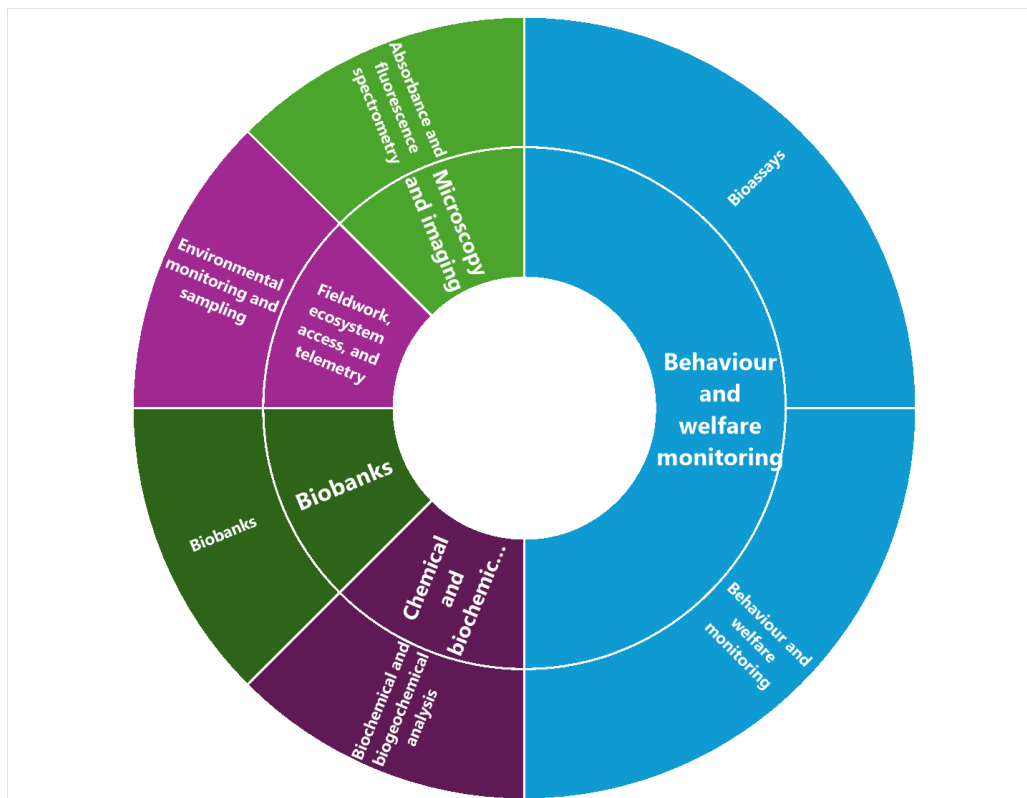 Absorbance and
fluorescence
spectrometry
Microscopy
and imaging
Bioassays
Environmental
monitoring and
sampling
Fieldwork,
ecosystem
access, and
telemetry
Behaviour
and
welfare
monitoring
Biobanks
Biobanks
Chemical
and
biochemic...
Biochemical and
biogeochemical
analysis
Behaviour and
welfare
monitoring